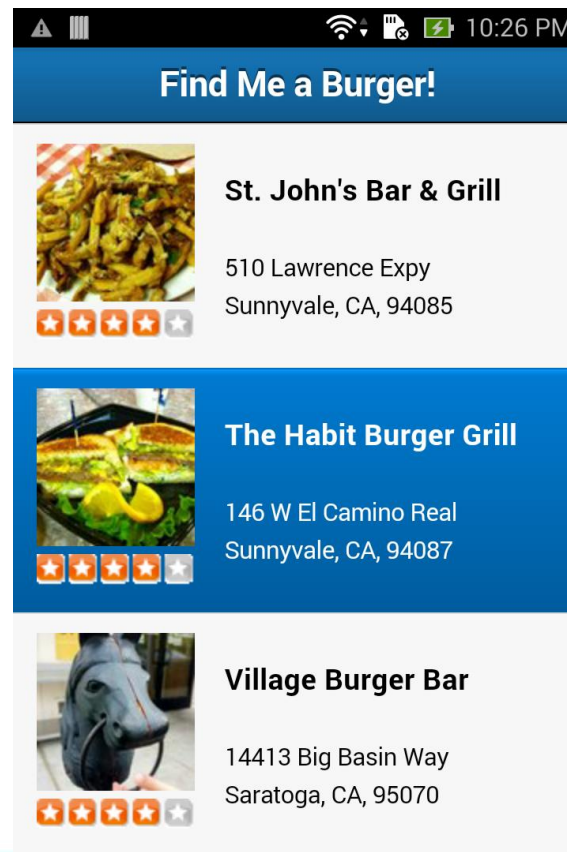 10:26 PM
Find Me a Burger!
St. John's Bar & Grill
510 Lawrence Expy
Sunnyvale, CA, 94085
The Habit Burger Grill
146 W El Camino Real
Sunnyvale, CA, 94087
Village Burger Bar
14413 Big Basin Way
Saratoga, CA, 95070